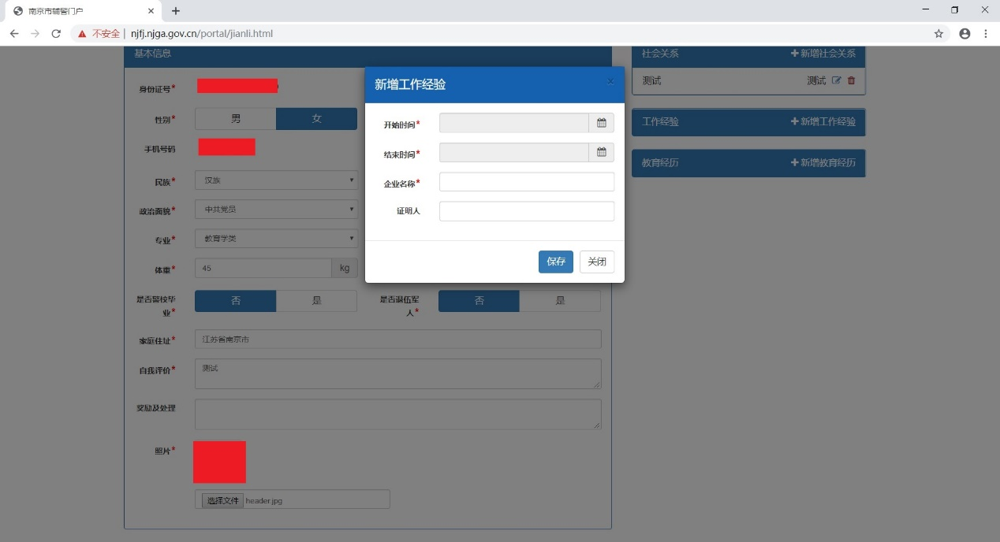 南京市辅警门户
不安全 | njfj.njga.gov.cn/portal/jianli.html
基本信息
身份证号*
性别* 男 女
手机号码
民族* 汉族
政治面貌* 中共党员
专业* 教育学类
体重* 45 kg
是否警校毕
业*
否 是
是否退伍军
人*
否 是
家庭住址* 江苏省南京市
自我评价* 测试
奖励及处理
照片*
选择文件 header.jpg
新增工作经验 ×
开始时间*
结束时间*
企业名称*
证明人
保存 关闭
社会关系 +新增社会关系
测试 测试
工作经验 +新增工作经验
教育经历 +新增教育经历